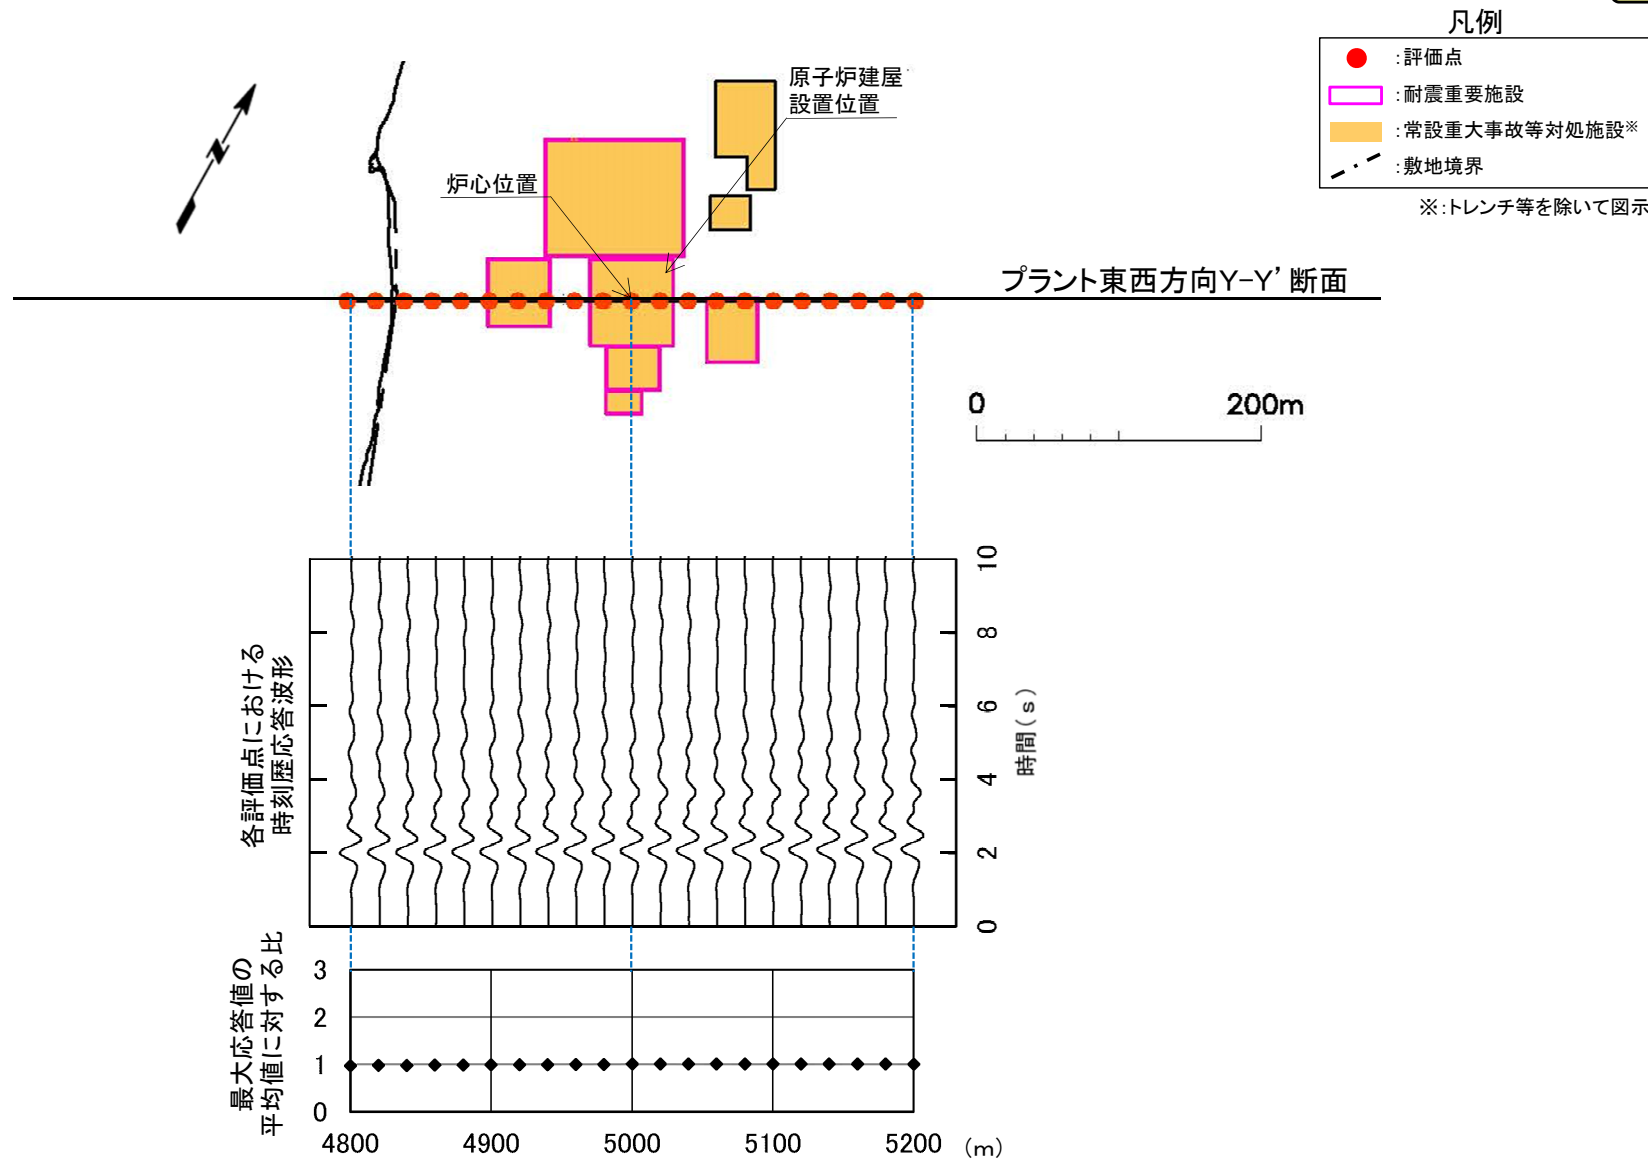 凡例
:評価点
:耐震重要施設
:常設重大事故等対処施設※
:敷地境界
※:トレンチ等を除いて図示
原子炉建屋
設置位置
炉心位置
N
プラント東西方向Y-Y’断面
0 200m
各評価点における
時刻歴応答波形
10
8
6
4
2
0
時間(s)
最大応答値の
平均値に対する比
3
2
1
0
4800 4900 5000 5100 5200 (m)